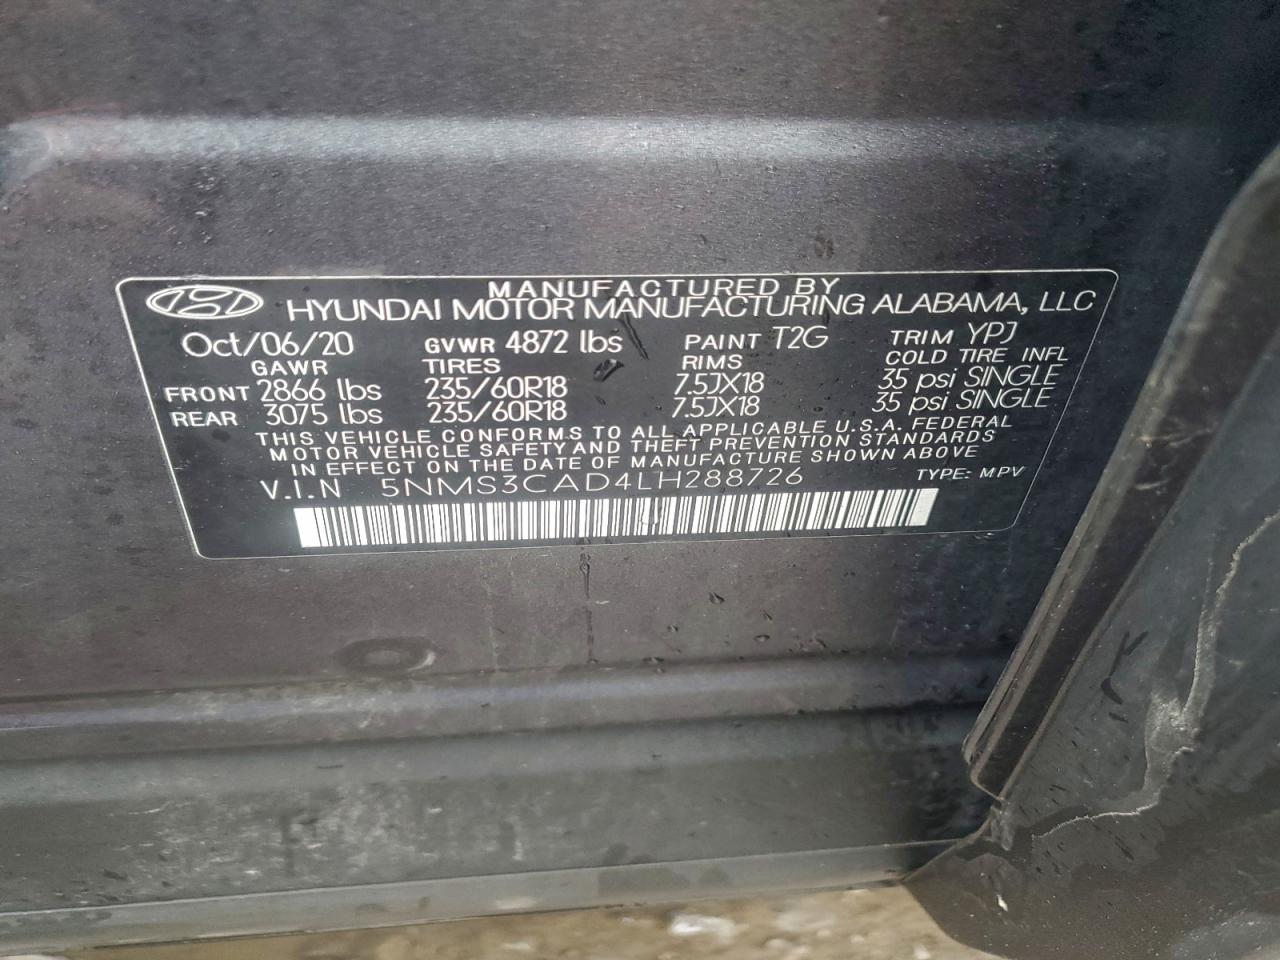 MANUFACTURED BY
HYUNDAI MOTOR MANUFACTURING ALABAMA, LLC
Oct/06/20 GVWR 4872 lbs PAINT T2G TRIM YPJ
GAWR TIRES RIMS COLD TIRE INFL
FRONT 2866 lbs 235/60R18 7.5JX18 35 psi SINGLE
REAR 3075 lbs 235/60R18 7.5JX18 35 psi SINGLE
THIS VEHICLE CONFORMS TO ALL APPLICABLE U.S.A. FEDERAL
MOTOR VEHICLE SAFETY AND THEFT PREVENTION STANDARDS
IN EFFECT ON THE DATE OF MANUFACTURE SHOWN ABOVE
V.I.N 5NMS3CAD4LH288726 TYPE: MPV